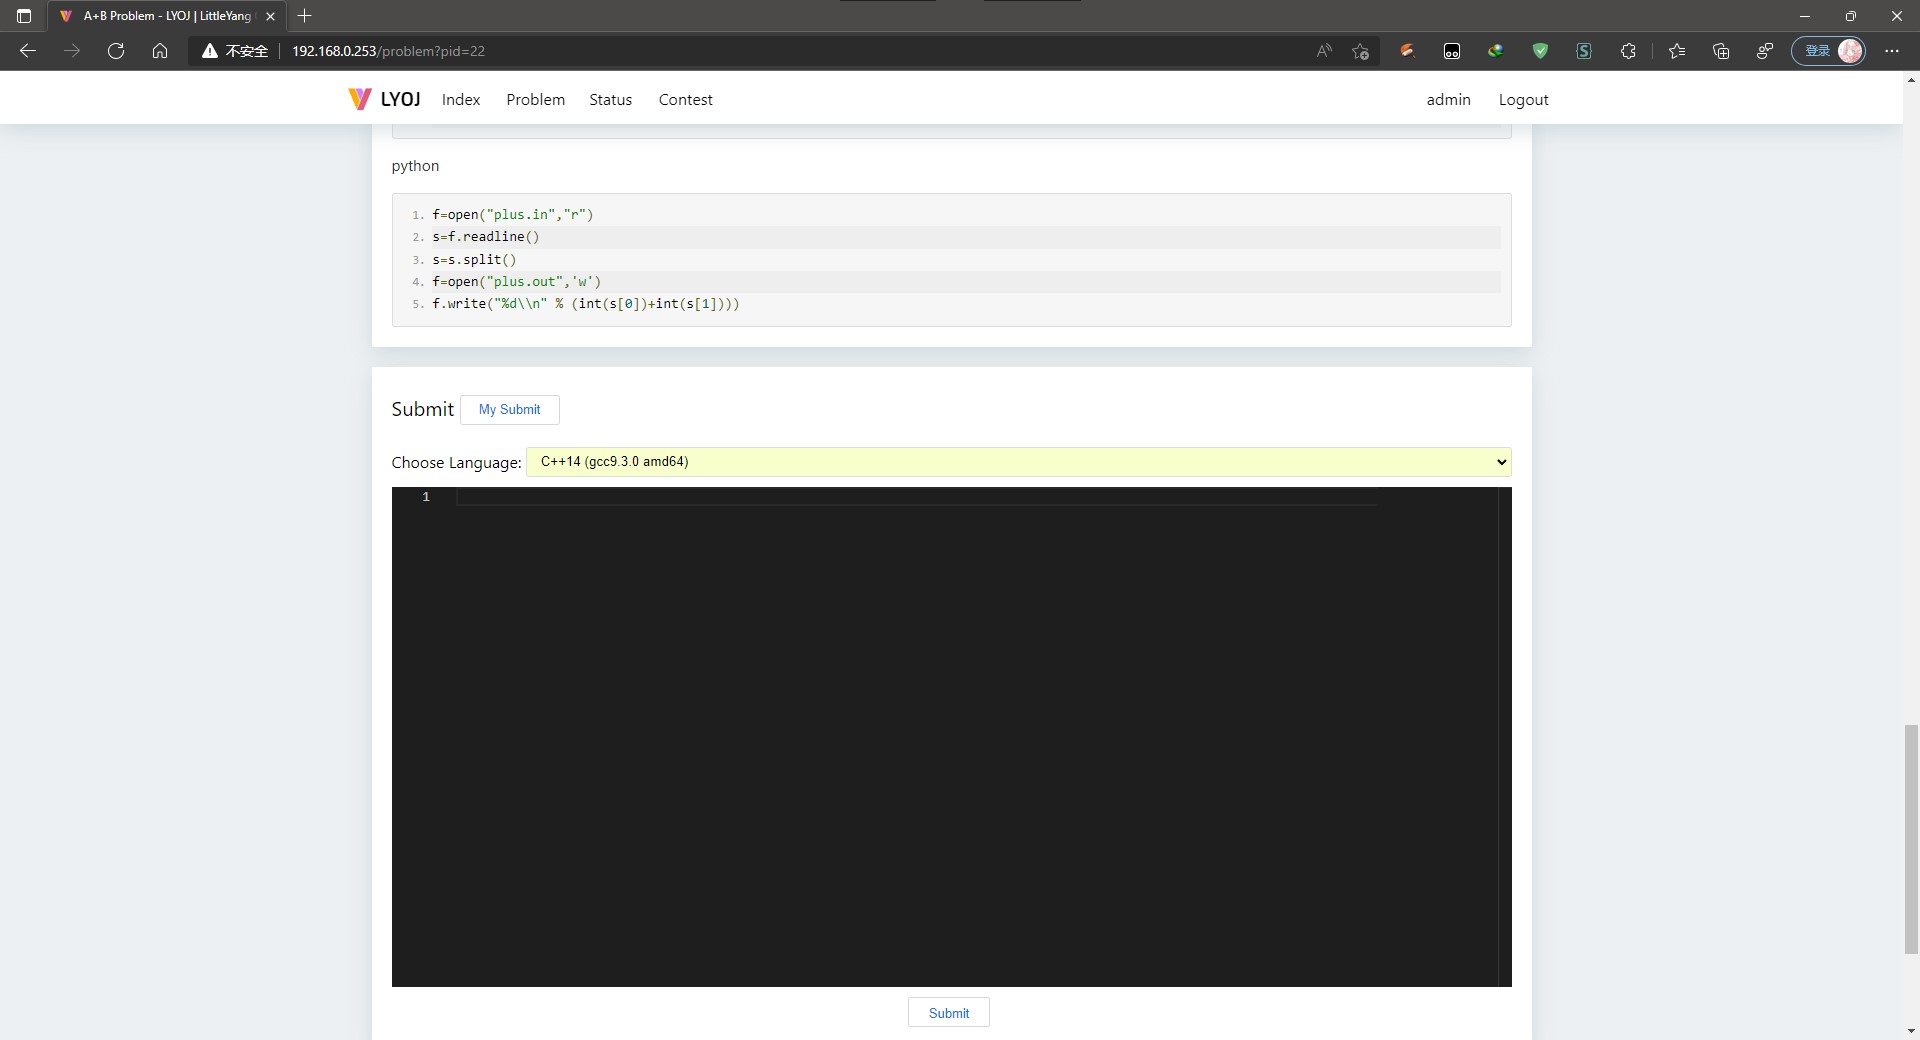 A+B Problem - LYOJ | LittleYang
不安全 192.168.0.253/problem?pid=22
登录
LYOJ Index Problem Status Contest admin Logout
python
1. f=open("plus.in","r")
2. s=f.readline()
3. s=s.split()
4. f=open("plus.out",'w')
5. f.write("%d\\n" % (int(s[0])+int(s[1])))
Submit My Submit
Choose Language: C++14 (gcc9.3.0 amd64)
1
Submit